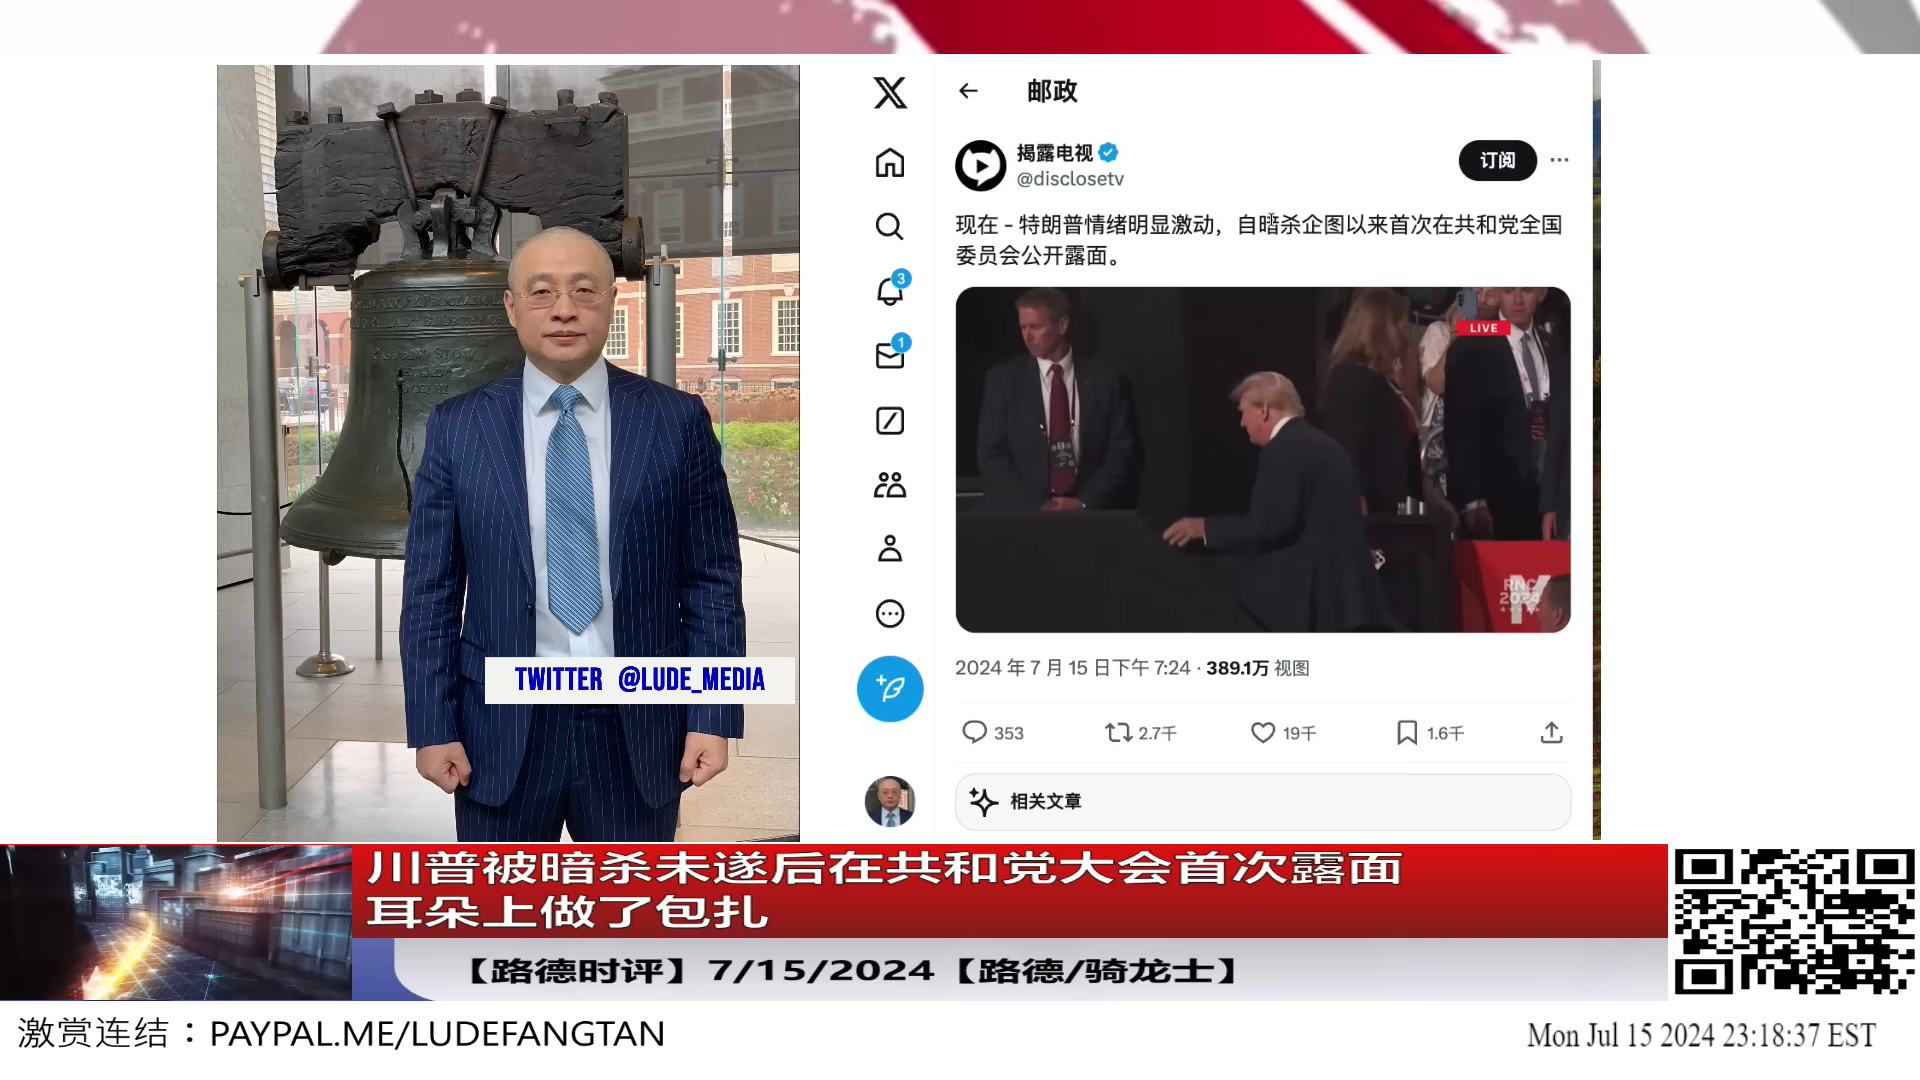 邮政
揭露电视
@disclosetv
订阅
现在 - 特朗普情绪明显激动，自暗杀企图以来首次在共和党全国
委员会公开露面。
LIVE
RNC
2024
3
1
TWITTER @LUDE_MEDIA
2024 年 7 月 15 日下午 7:24 · 389.1万 视图
353
2.7千
19千
1.6千
相关文章
川普被暗杀未遂后在共和党大会首次露面
耳朵上做了包扎
【路德时评】7/15/2024【路德/骑龙士】
激赏连结：PAYPAL.ME/LUDEFANGTAN
Mon Jul 15 2024 23:18:37 EST